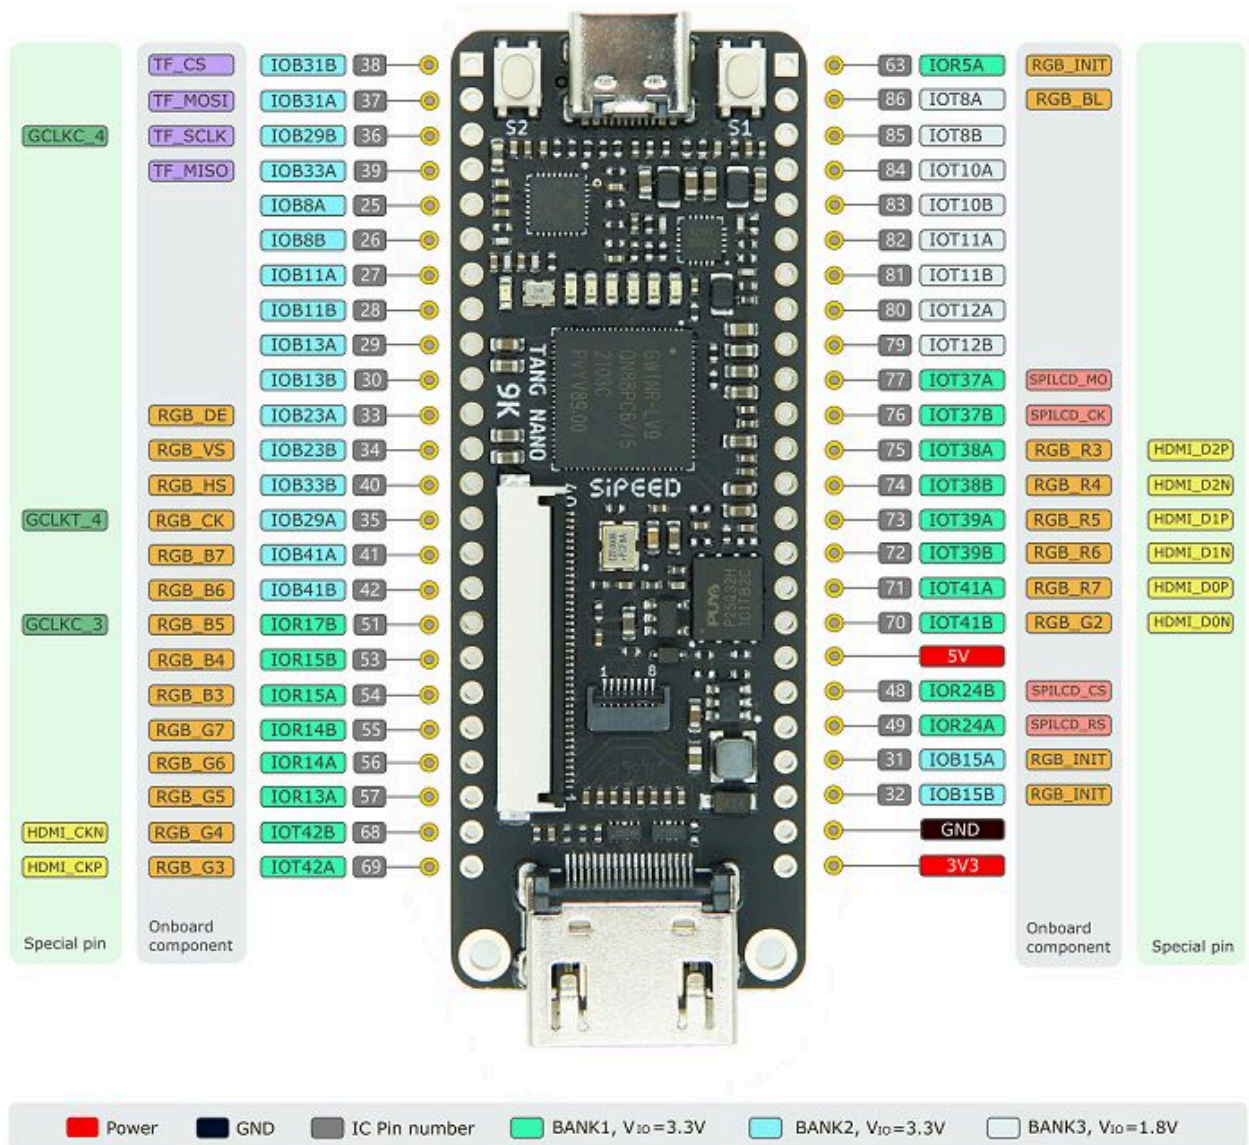 TF_CS IOB31B 38 63 IOR5A RGB_INIT
TF_MOSI IOB31A 37 86 IOT8A RGB_BL
GCLKC_4 TF_SCLK IOB29B 36 S2 S1 85 IOT8B
TF_MISO IOB33A 39 84 IOT10A
IOB8A 25 83 IOT10B
IOB8B 26 82 IOT11A
IOB11A 27 81 IOT11B
IOB11B 28 80 IOT12A
IOB13A 29 79 IOT12B
IOB13B 30 77 IOT37A SPILCD_MO
RGB_DE IOB23A 33 76 IOT37B SPILCD_CK
RGB_VS IOB23B 34 75 IOT38A RGB_R3 HDMI_D2P
RGB_HS IOB33B 40 74 IOT38B RGB_R4 HDMI_D2N
GCLKT_4 RGB_CK IOB29A 35 73 IOT39A RGB_R5 HDMI_D1P
RGB_B7 IOB41A 41 72 IOT39B RGB_R6 HDMI_D1N
RGB_B6 IOB41B 42 71 IOT41A RGB_R7 HDMI_D0P
GCLKC_3 RGB_B5 IOR17B 51 70 IOT41B RGB_G2 HDMI_D0N
RGB_B4 IOR15B 53 5V
RGB_B3 IOR15A 54 48 IOR24B SPILCD_CS
RGB_G7 IOR14B 55 49 IOR24A SPILCD_RS
RGB_G6 IOR14A 56 31 IOB15A RGB_INIT
RGB_G5 IOR13A 57 32 IOB15B RGB_INIT
HDMI_CKN RGB_G4 IOT42B 68 GND
HDMI_CKP RGB_G3 IOT42A 69 3V3
TANG NANO
9K
GW1NR-LV9
QN88PC6/I5
SiPEED
PUYA
P25Q32H
1 8
Special pin
Onboard
component
Onboard
component
Special pin
Power GND IC Pin number BANK1, VIO=3.3V BANK2, VIO=3.3V BANK3, VIO=1.8V